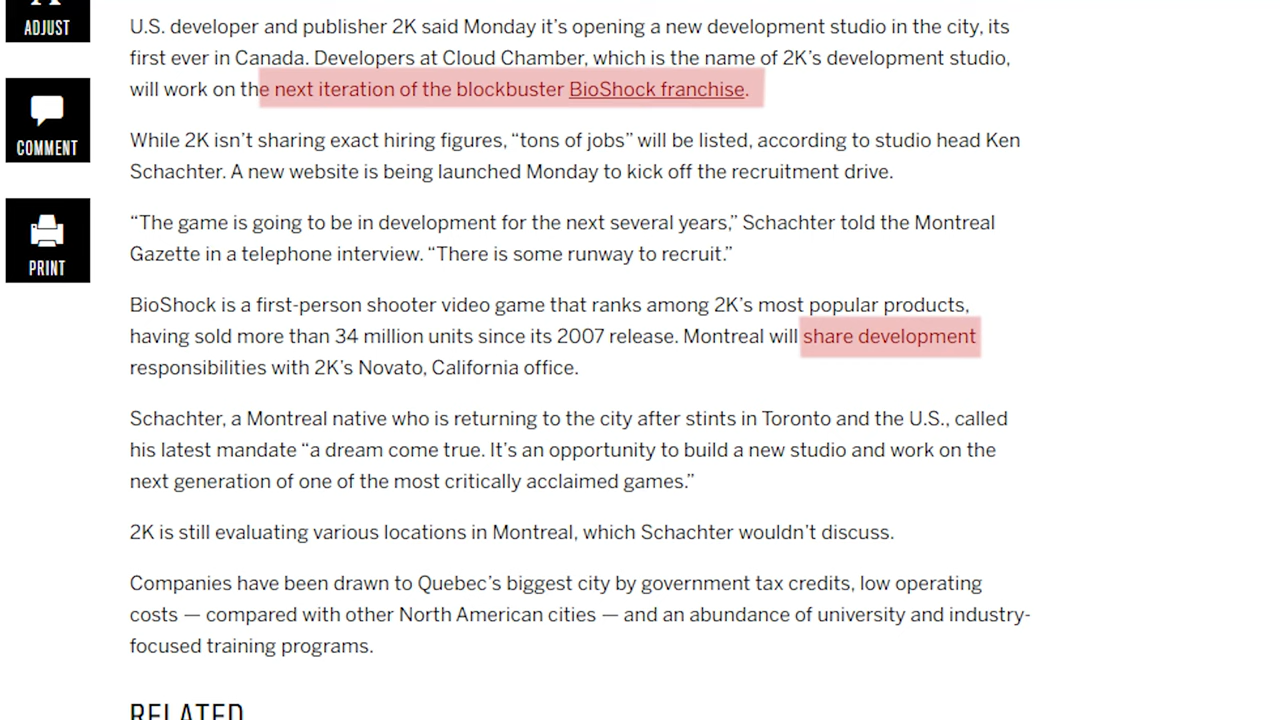 U.S. developer and publisher 2K said Monday it’s opening a new development studio in the city, its
first ever in Canada. Developers at Cloud Chamber, which is the name of 2K’s development studio,
will work on the next iteration of the blockbuster BioShock franchise.
While 2K isn’t sharing exact hiring figures, “tons of jobs” will be listed, according to studio head Ken
Schachter. A new website is being launched Monday to kick off the recruitment drive.
“The game is going to be in development for the next several years,” Schachter told the Montreal
Gazette in a telephone interview. “There is some runway to recruit.”
BioShock is a first-person shooter video game that ranks among 2K’s most popular products,
having sold more than 34 million units since its 2007 release. Montreal will share development
responsibilities with 2K’s Novato, California office.
Schachter, a Montreal native who is returning to the city after stints in Toronto and the U.S., called
his latest mandate “a dream come true. It’s an opportunity to build a new studio and work on the
next generation of one of the most critically acclaimed games.”
2K is still evaluating various locations in Montreal, which Schachter wouldn’t discuss.
Companies have been drawn to Quebec’s biggest city by government tax credits, low operating
costs — compared with other North American cities — and an abundance of university and industry-
focused training programs.
RELATED
ADJUST
COMMENT
PRINT